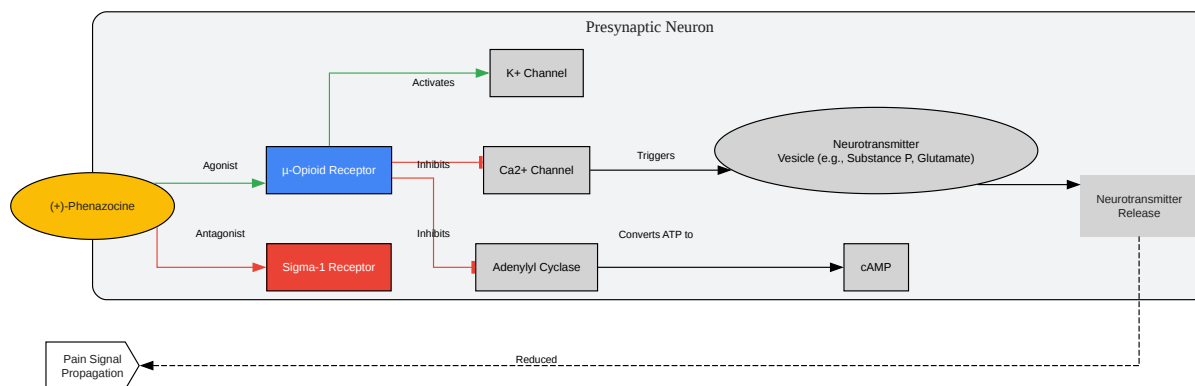 Presynaptic Neuron
K+ Channel
Activates
Neurotransmitter
Vesicle (e.g., Substance P, Glutamate)
Agonist
µ-Opioid Receptor
Inhibits
Ca2+ Channel
Triggers
(+)-Phenazocine
Neurotransmitter
Release
Antagonist
Sigma-1 Receptor
Inhibits
Adenylyl Cyclase
Converts ATP to
cAMP
Pain Signal
Propagation
Reduced